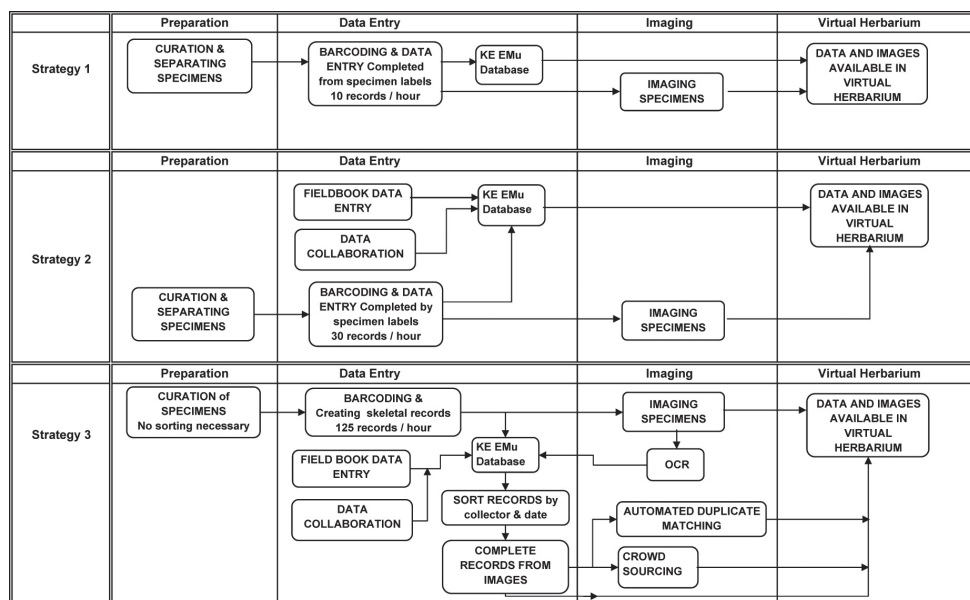 Preparation
Data Entry
Imaging
Virtual Herbarium
Strategy 1
CURATION &
SEPARATING
SPECIMENS
BARCODING & DATA
ENTRY Completed
from specimen labels
10 records / hour
KE EMu
Database
IMAGING
SPECIMENS
DATA AND IMAGES
AVAILABLE IN
VIRTUAL
HERBARIUM
Preparation
Data Entry
Imaging
Virtual Herbarium
Strategy 2
FIELDBOOK DATA
ENTRY
DATA
COLLABORATION
KE EMu
Database
CURATION &
SEPARATING
SPECIMENS
BARCODING & DATA
ENTRY Completed by
specimen labels
30 records / hour
IMAGING
SPECIMENS
DATA AND IMAGES
AVAILABLE IN
VIRTUAL
HERBARIUM
Preparation
Data Entry
Imaging
Virtual Herbarium
Strategy 3
CURATION of
SPECIMENS
No sorting necessary
BARCODING &
Creating skeletal records
125 records / hour
IMAGING
SPECIMENS
DATA AND IMAGES
AVAILABLE IN
VIRTUAL
HERBARIUM
FIELD BOOK DATA
ENTRY
KE EMu
Database
OCR
DATA
COLLABORATION
SORT RECORDS by
collector & date
AUTOMATED DUPLICATE
MATCHING
COMPLETE
RECORDS FROM
IMAGES
CROWD
SOURCING